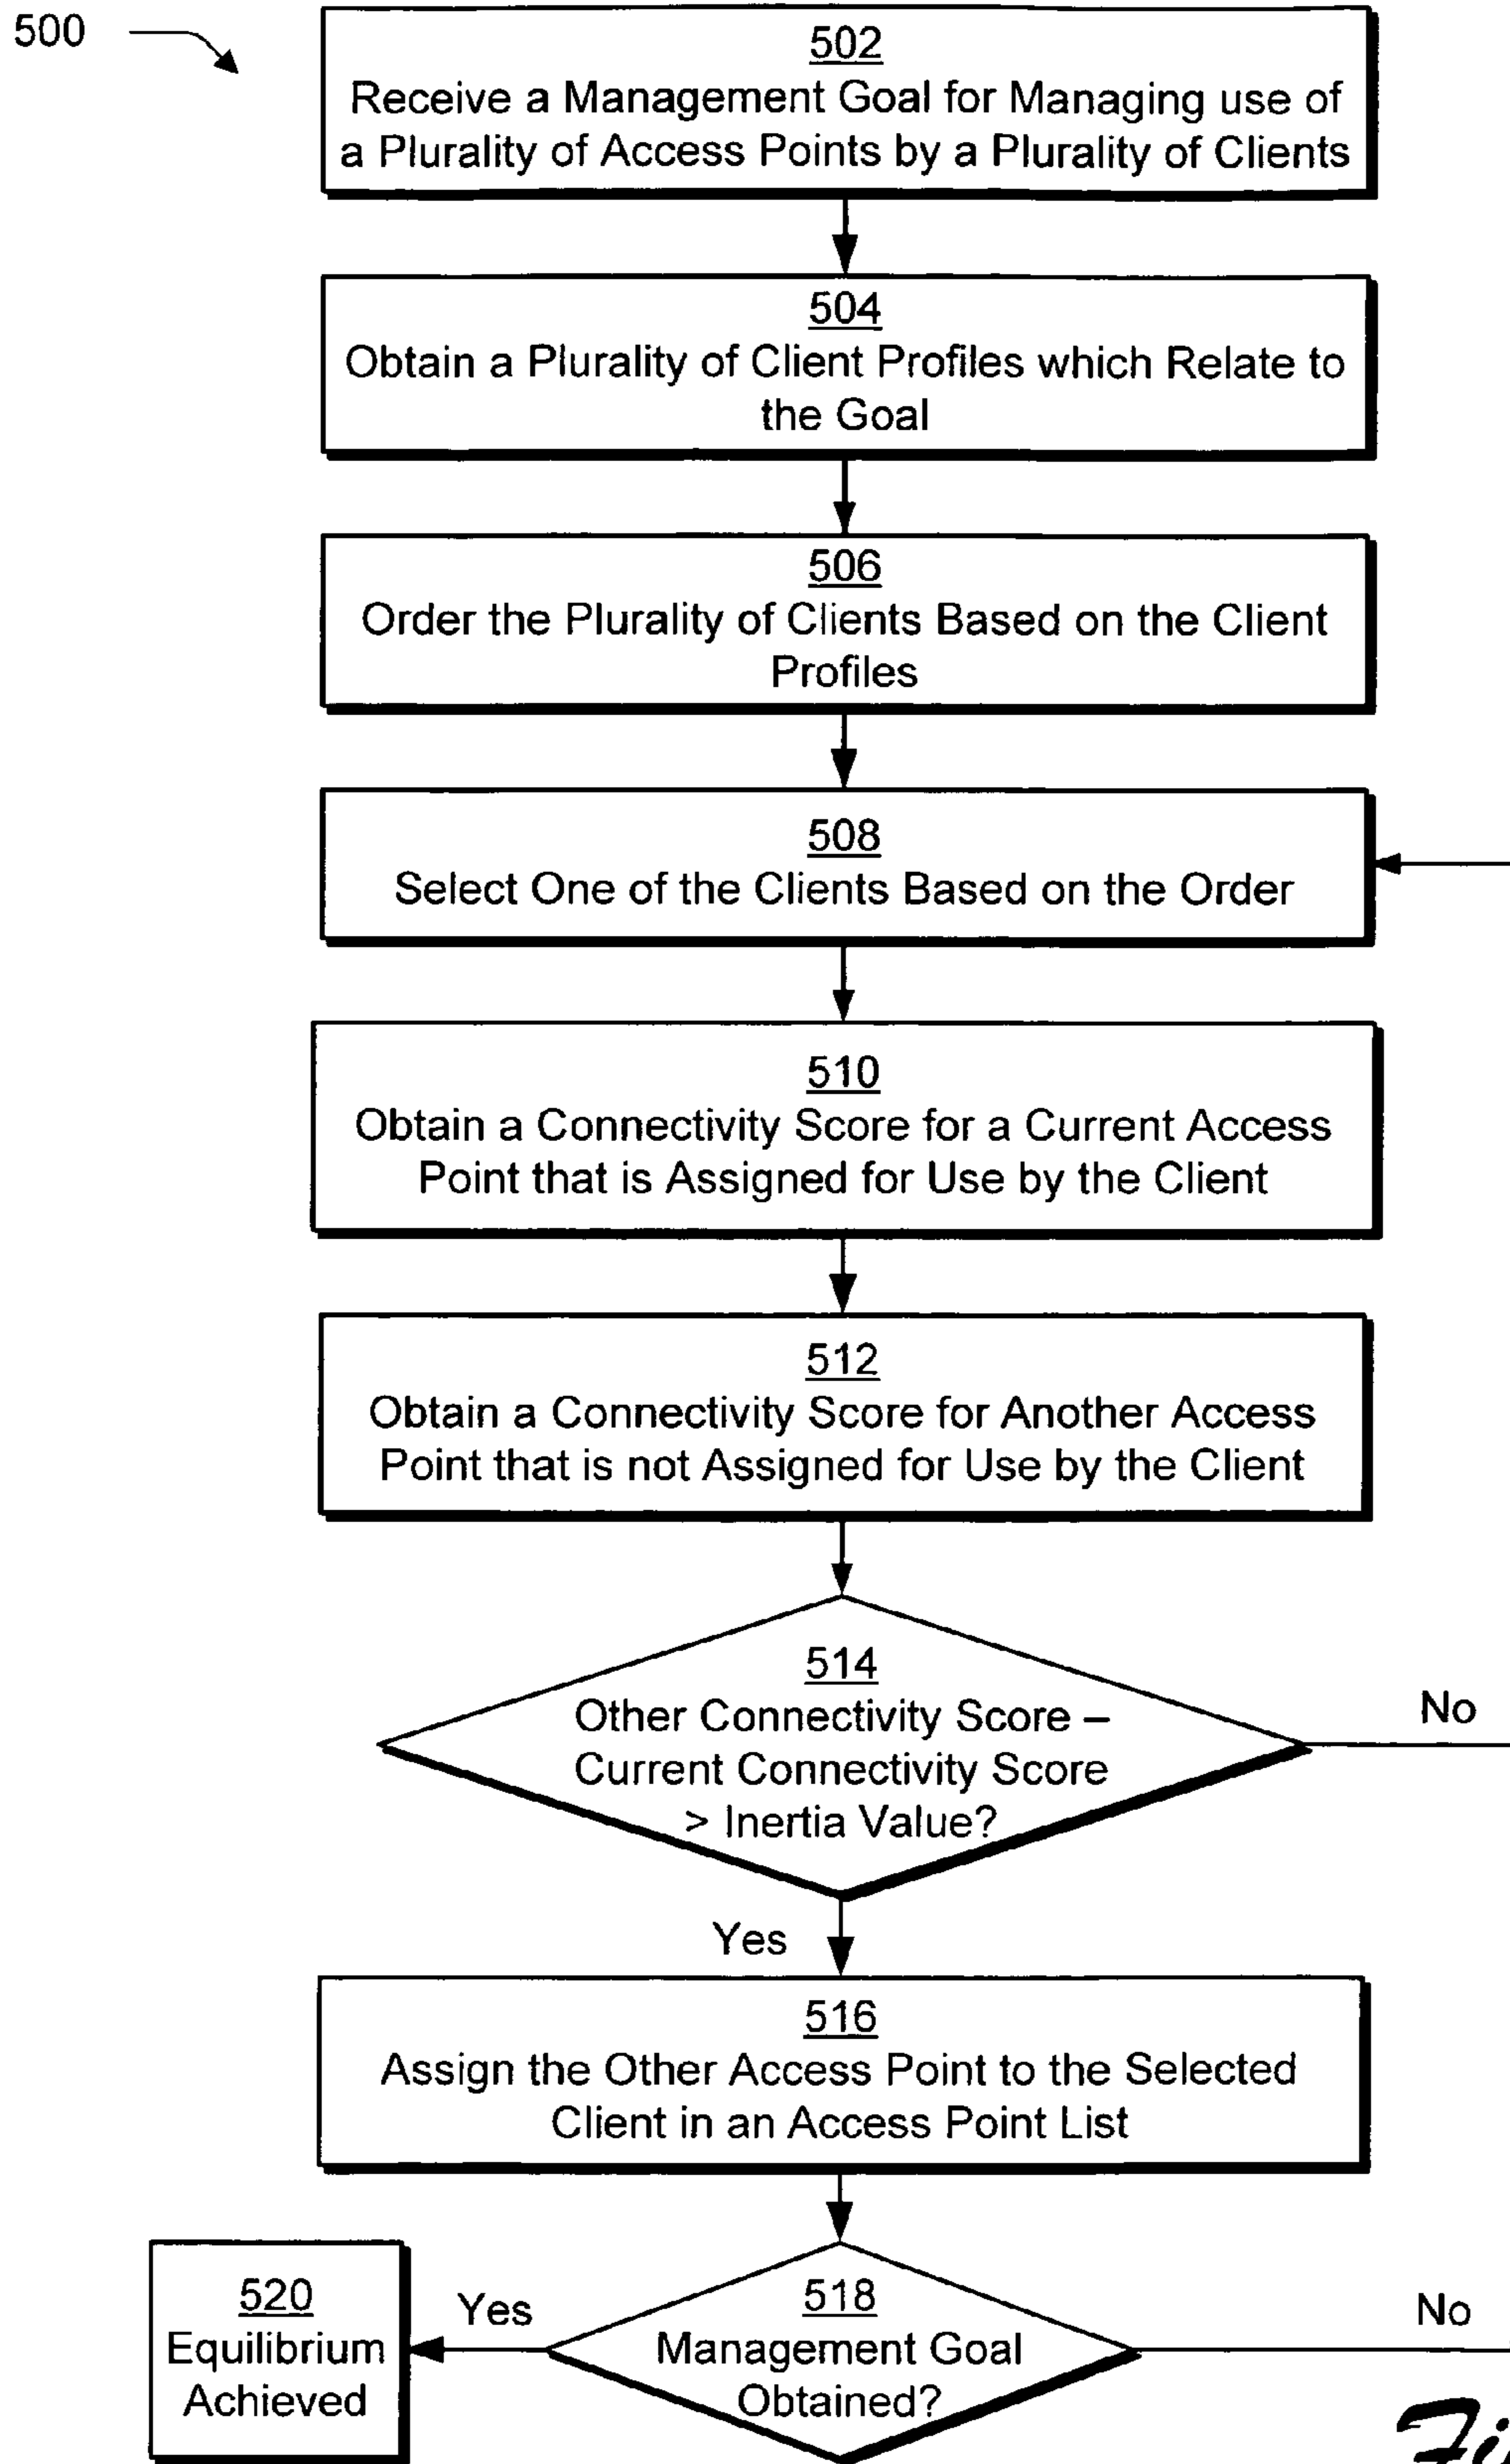 500
502
Receive a Management Goal for Managing use of
a Plurality of Access Points by a Plurality of Clients
504
Obtain a Plurality of Client Profiles which Relate to
the Goal
506
Order the Plurality of Clients Based on the Client
Profiles
508
Select One of the Clients Based on the Order
510
Obtain a Connectivity Score for a Current Access
Point that is Assigned for Use by the Client
512
Obtain a Connectivity Score for Another Access
Point that is not Assigned for Use by the Client
514
Other Connectivity Score –
Current Connectivity Score
> Inertia Value?
No
Yes
516
Assign the Other Access Point to the Selected
Client in an Access Point List
520
Equilibrium
Achieved
Yes
518
Management Goal
Obtained?
No